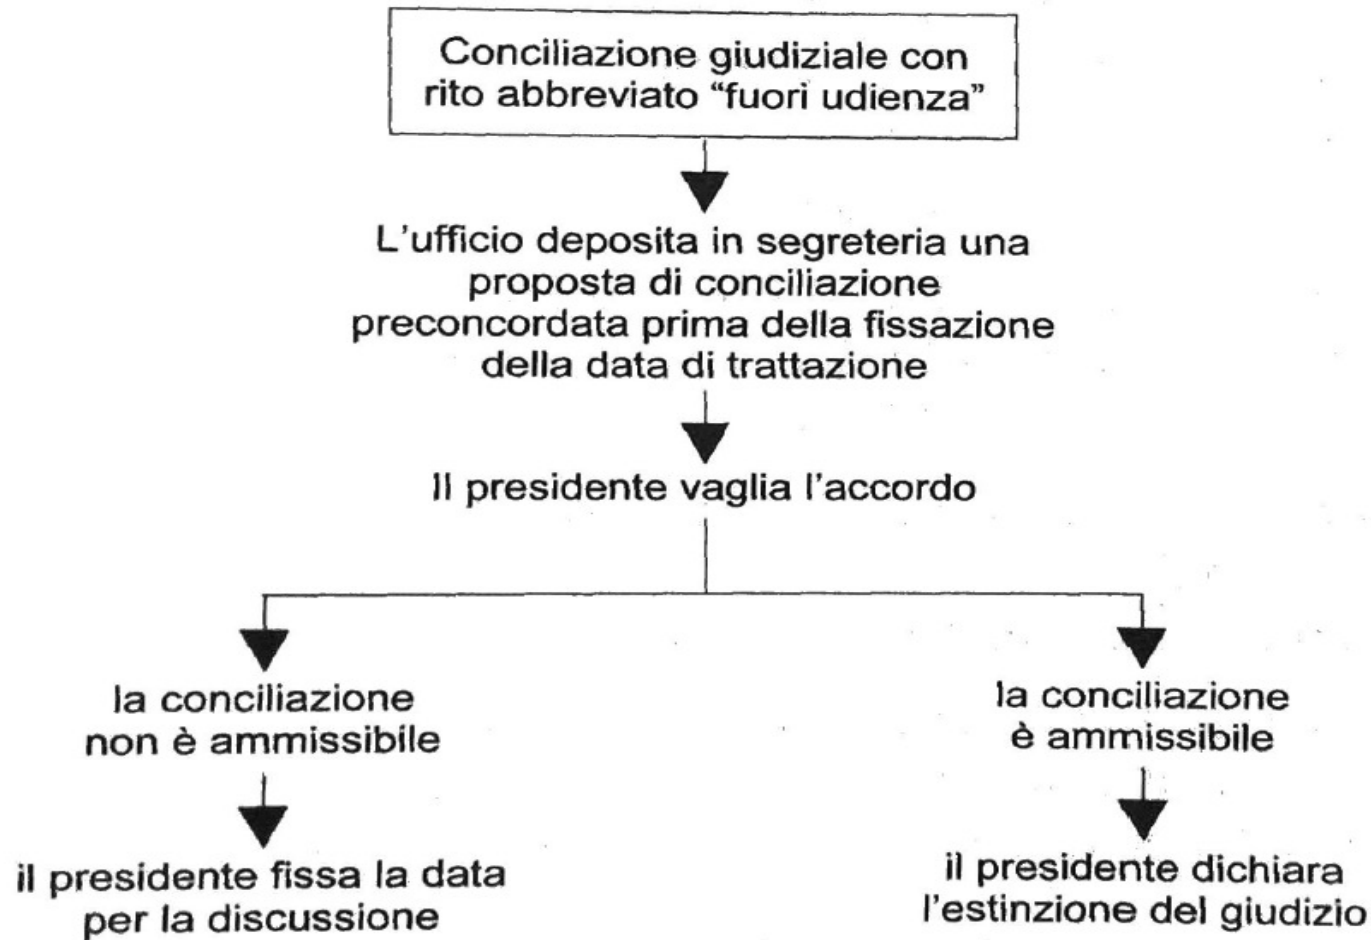 Conciliazione giudiziale con
rito abbreviato “fuori udienza”
L'ufficio deposita in segreteria una
proposta di conciliazione
preconcordata prima della fissazione
della data di trattazione
Il presidente vaglia l'accordo
la conciliazione
non è ammissibile
la conciliazione
è ammissibile
il presidente fissa la data
per la discussione
il presidente dichiara
l'estinzione del giudizio